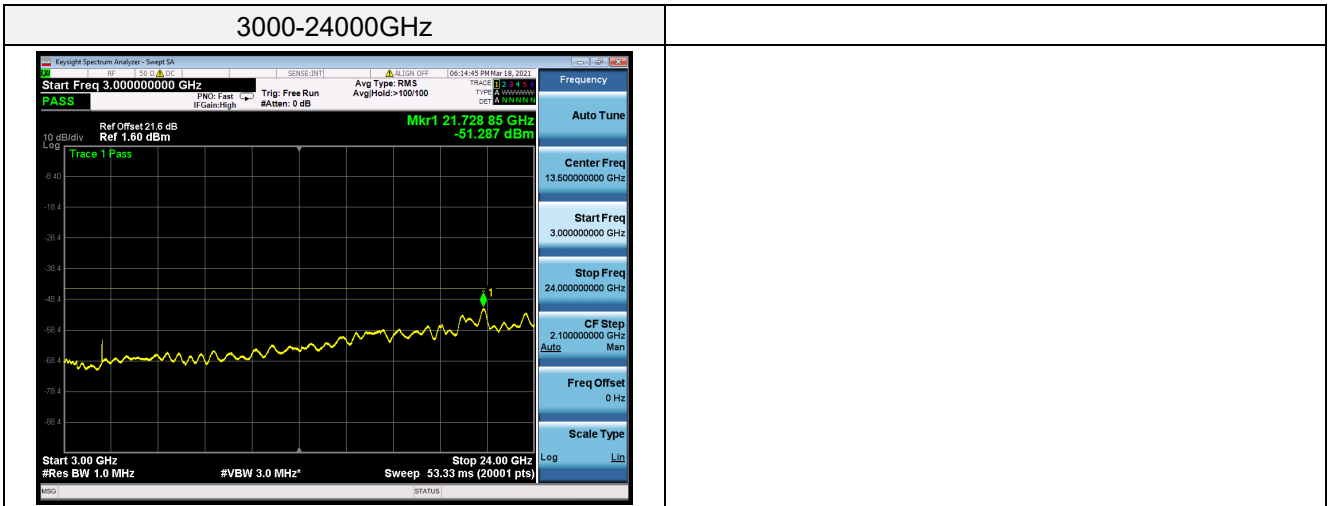 3000-24000GHz
Keysight Spectrum Analyzer - Swept SA
RF 50 Ω DC SENSE:INT ALIGN OFF 06:14:45 PM Mar 18, 2021
Start Freq 3.000000000 GHz
PASS
PNO: Fast
IFGain:High
Trig: Free Run
#Atten: 0 dB
Avg Type: RMS
Avg|Hold:>100/100
TRACE 1 2 3 4 5 6
TYPE A WWWWW
DET A N N N N N
Ref Offset 21.6 dB
Ref 1.60 dBm
Mkr1 21.728 85 GHz
-51.287 dBm
10 dB/div
Log
Trace 1 Pass
-8.40
-18.4
-28.4
-38.4
-48.4
-58.4
-68.4
-78.4
-88.4
1
Start 3.00 GHz
#Res BW 1.0 MHz
#VBW 3.0 MHz*
Stop 24.00 GHz
Sweep 53.33 ms (20001 pts)
MSG STATUS
Frequency
Auto Tune
Center Freq
13.500000000 GHz
Start Freq
3.000000000 GHz
Stop Freq
24.000000000 GHz
CF Step
2.100000000 GHz
Auto Man
Freq Offset
0 Hz
Scale Type
Log Lin